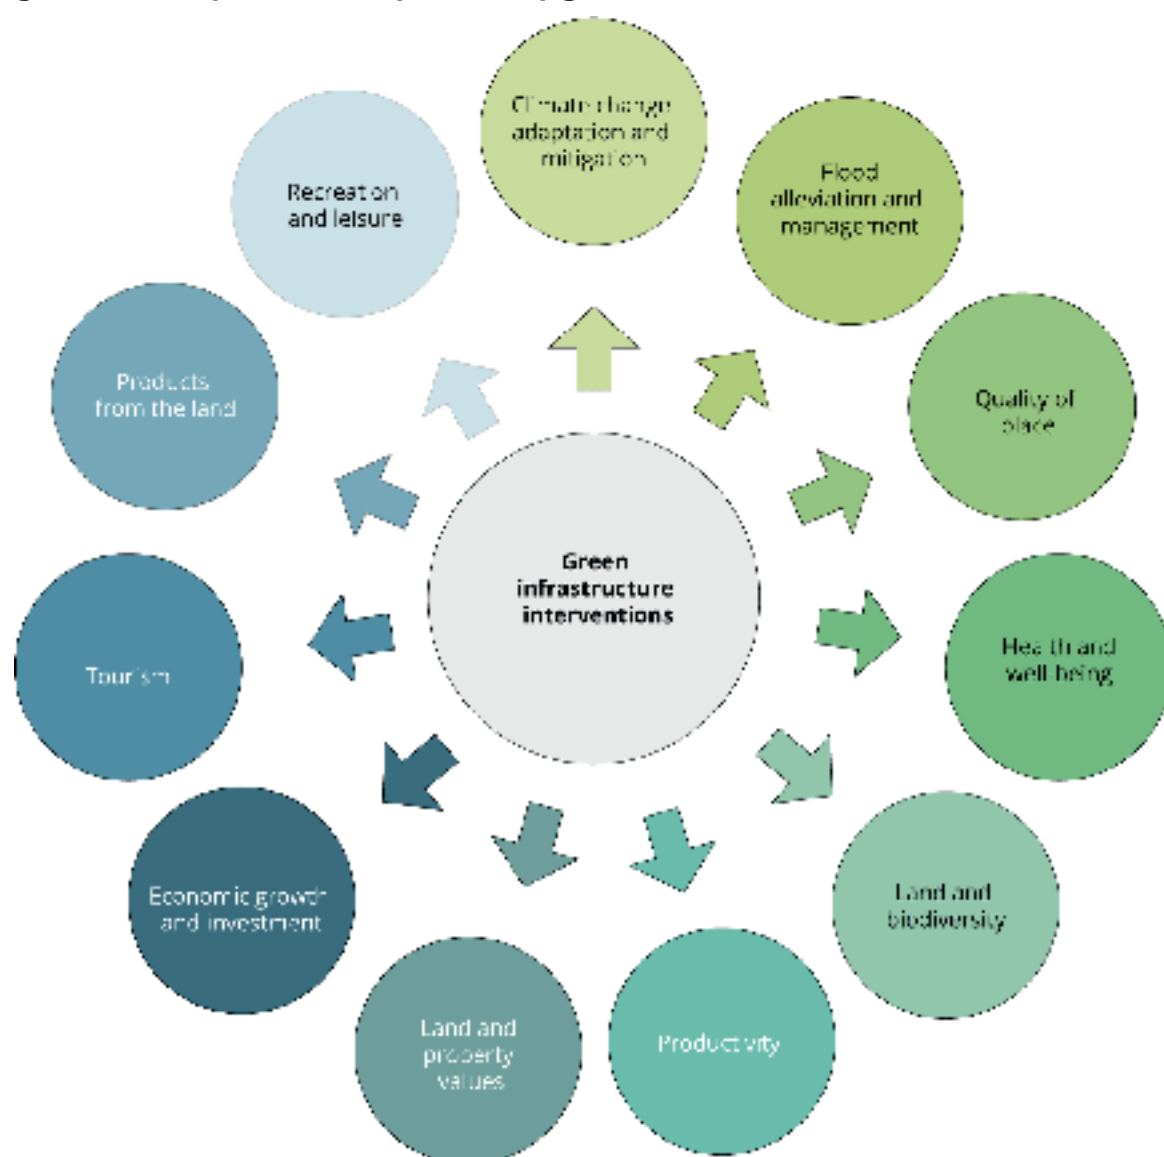 Climate change
adaptation and
mitigation
Flood
alleviation and
management
Quality of
place
Health and
well-being
Land and
biodiversity
Productivity
Land and
property
values
Economic growth
and investment
Tourism
Products
from the land
Recreation
and leisure
Green
infrastructure
interventions